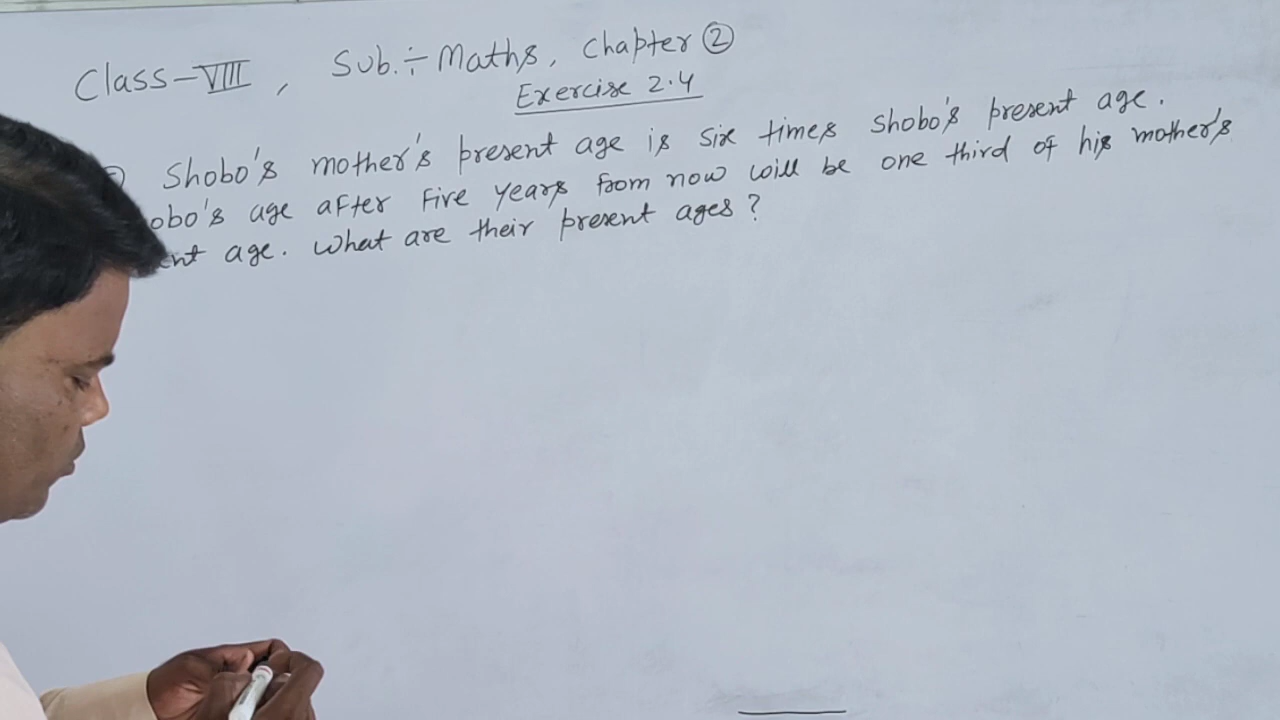 Class-VIII, Sub.÷Maths, Chapter ②
Exercise 2.4
Shobo's mother's present age is six times Shobo's present age.
obo's age after five years from now will be one third of his mother's
ent age. What are their present ages?